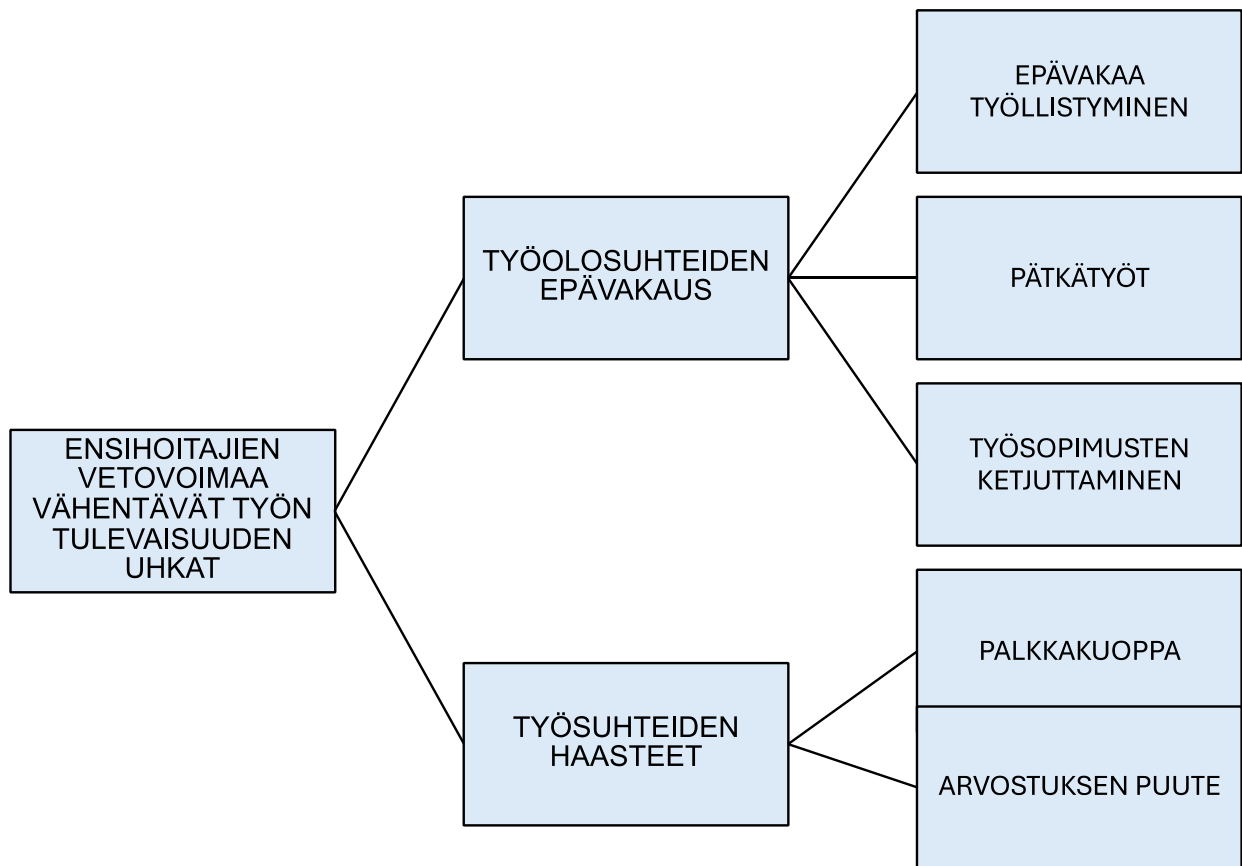 EPÄVAKAA
TYÖLLISTYMINEN
TYÖOLOSUHTEIDEN
EPÄVAKAUS
PÄTKÄTYÖT
TYÖSOPIMUSTEN
KETJUTTAMINEN
ENSIHOITAJIEN
VETOVOIMAA
VÄHENTÄVÄT TYÖN
TULEVAISUUDEN
UHKAT
PALKKAKUOPPA
TYÖSUHTEIDEN
HAASTEET
ARVOSTUKSEN PUUTE